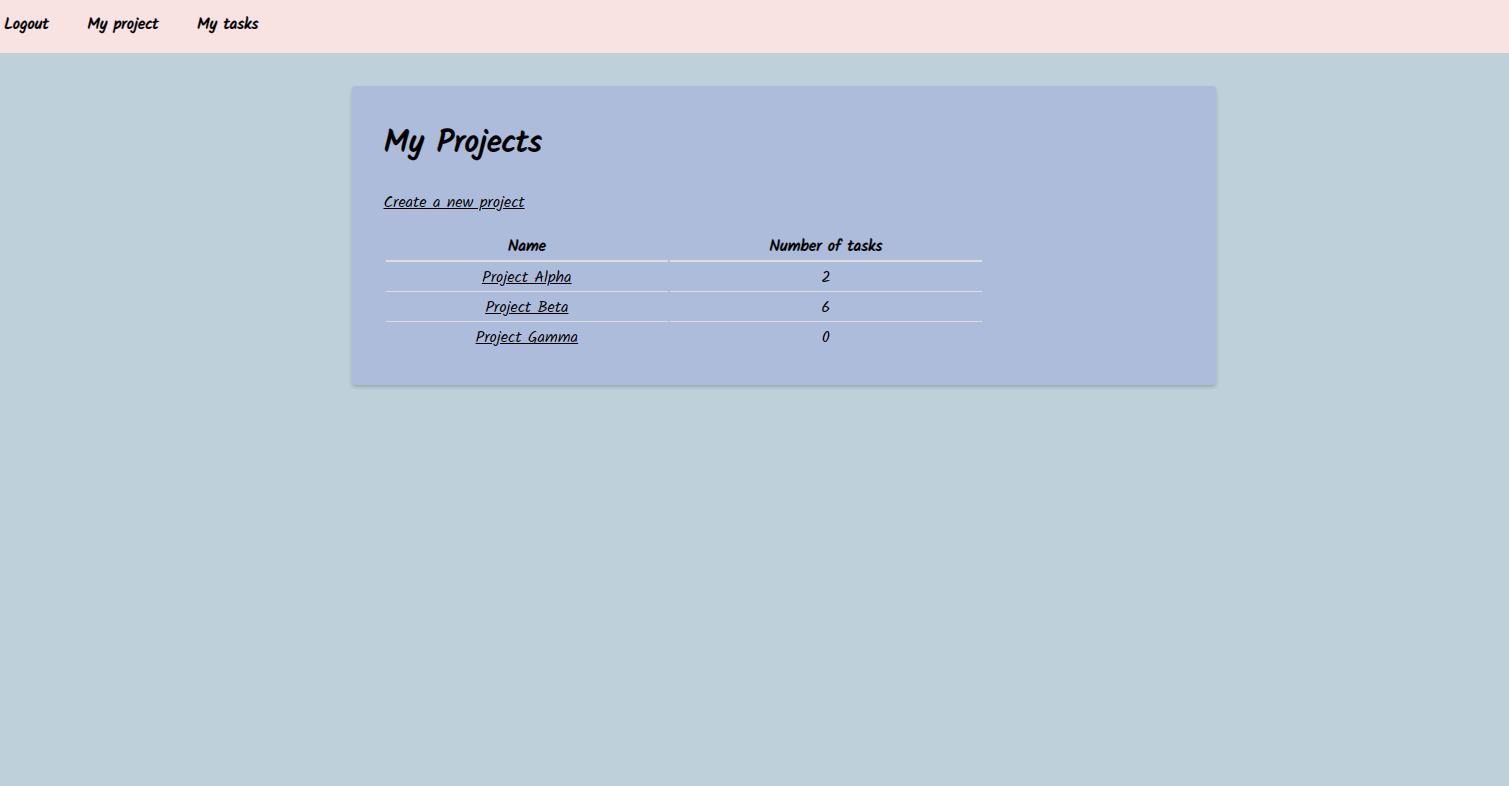 Logout My project My tasks
My Projects
Create a new project
Name Number of tasks
Project Alpha 2
Project Beta 6
Project Gamma 0